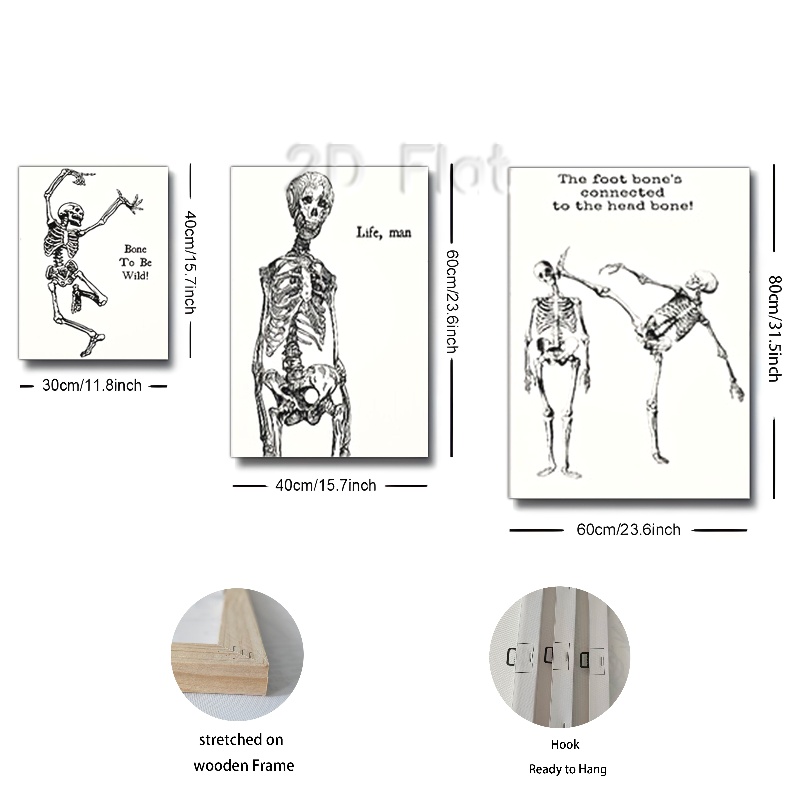 2D Flat
The foot bone's
connected
to the head bone!
Bone
To Be
Wild!
Life, man
40cm/15.7inch
60cm/23.6inch
80cm/31.5inch
30cm/11.8inch
40cm/15.7inch
60cm/23.6inch
stretched on
wooden Frame
Hook
Ready to Hang